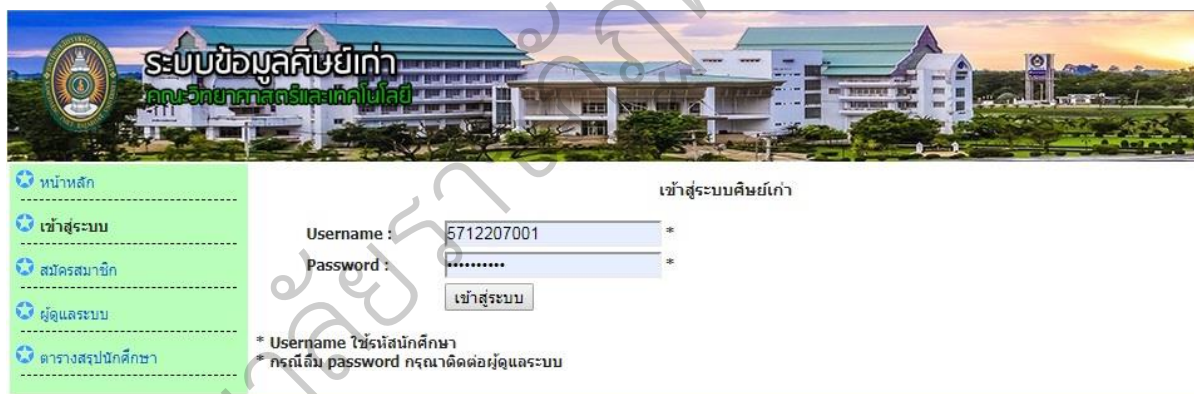 ระบบข้อมูลศิษย์เก่า
คณะวิทยาศาสตร์และเทคโนโลยี
หน้าหลัก
เข้าสู่ระบบ
สมัครสมาชิก
ผู้ดูแลระบบ
ตารางสรุปนักศึกษา
เข้าสู่ระบบศิษย์เก่า
Username : 5712207001 *
Password : •••••••••• *
เข้าสู่ระบบ
* Username ใช้รหัสนักศึกษา
* กรณีลืม password กรุณาติดต่อผู้ดูแลระบบ